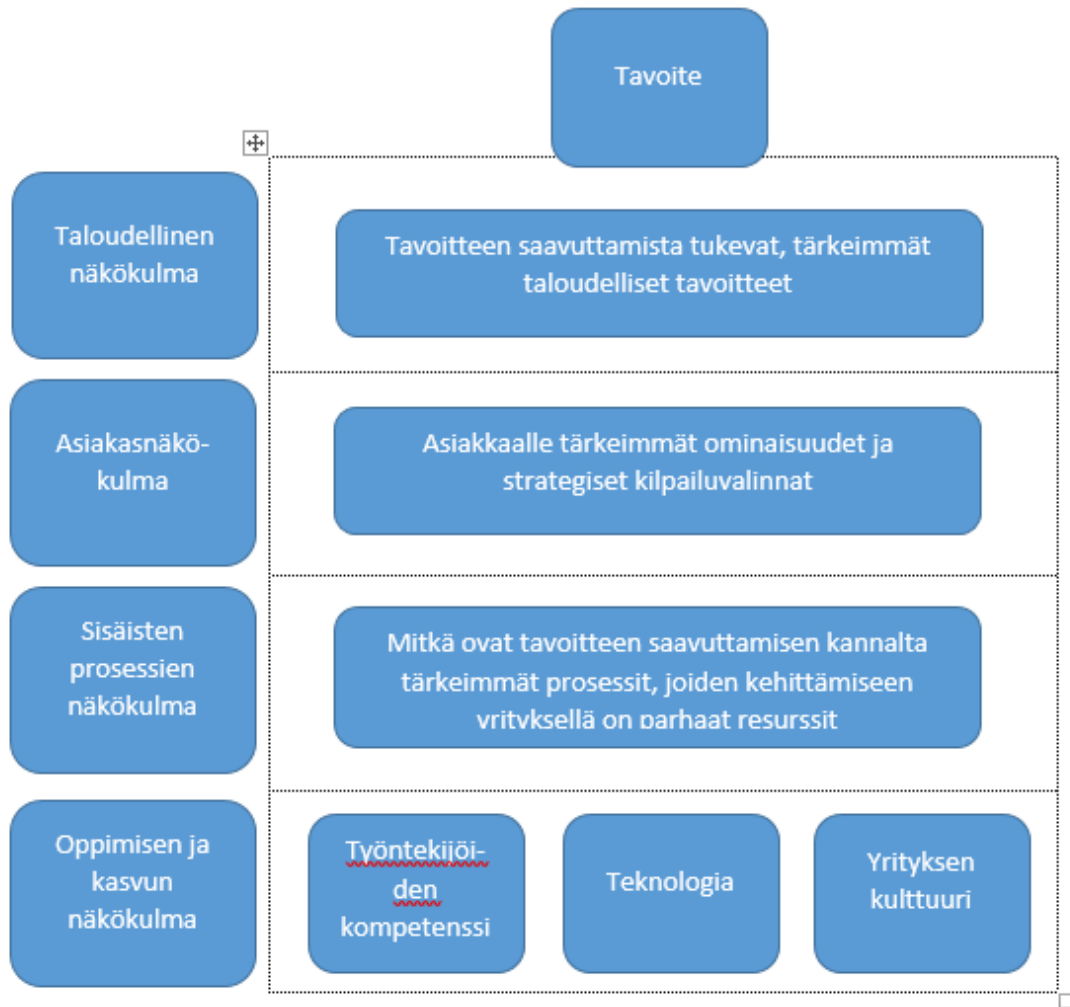 Tavoite
Taloudellinen
näkökulma
Tavoitteen saavuttamista tukevat, tärkeimmät
taloudelliset tavoitteet
Asiakasnäkö-
kulma
Asiakkaalle tärkeimmät ominaisuudet ja
strategiset kilpailuvalinnat
Sisäisten
prosessien
näkökulma
Mitkä ovat tavoitteen saavuttamisen kannalta
tärkeimmät prosessit, joiden kehittämiseen
yrityksellä on parhaat resurssit
Oppimisen ja
kasvun
näkökulma
Työntekijöi-
den
kompetenssi
Teknologia
Yrityksen
kulttuuri